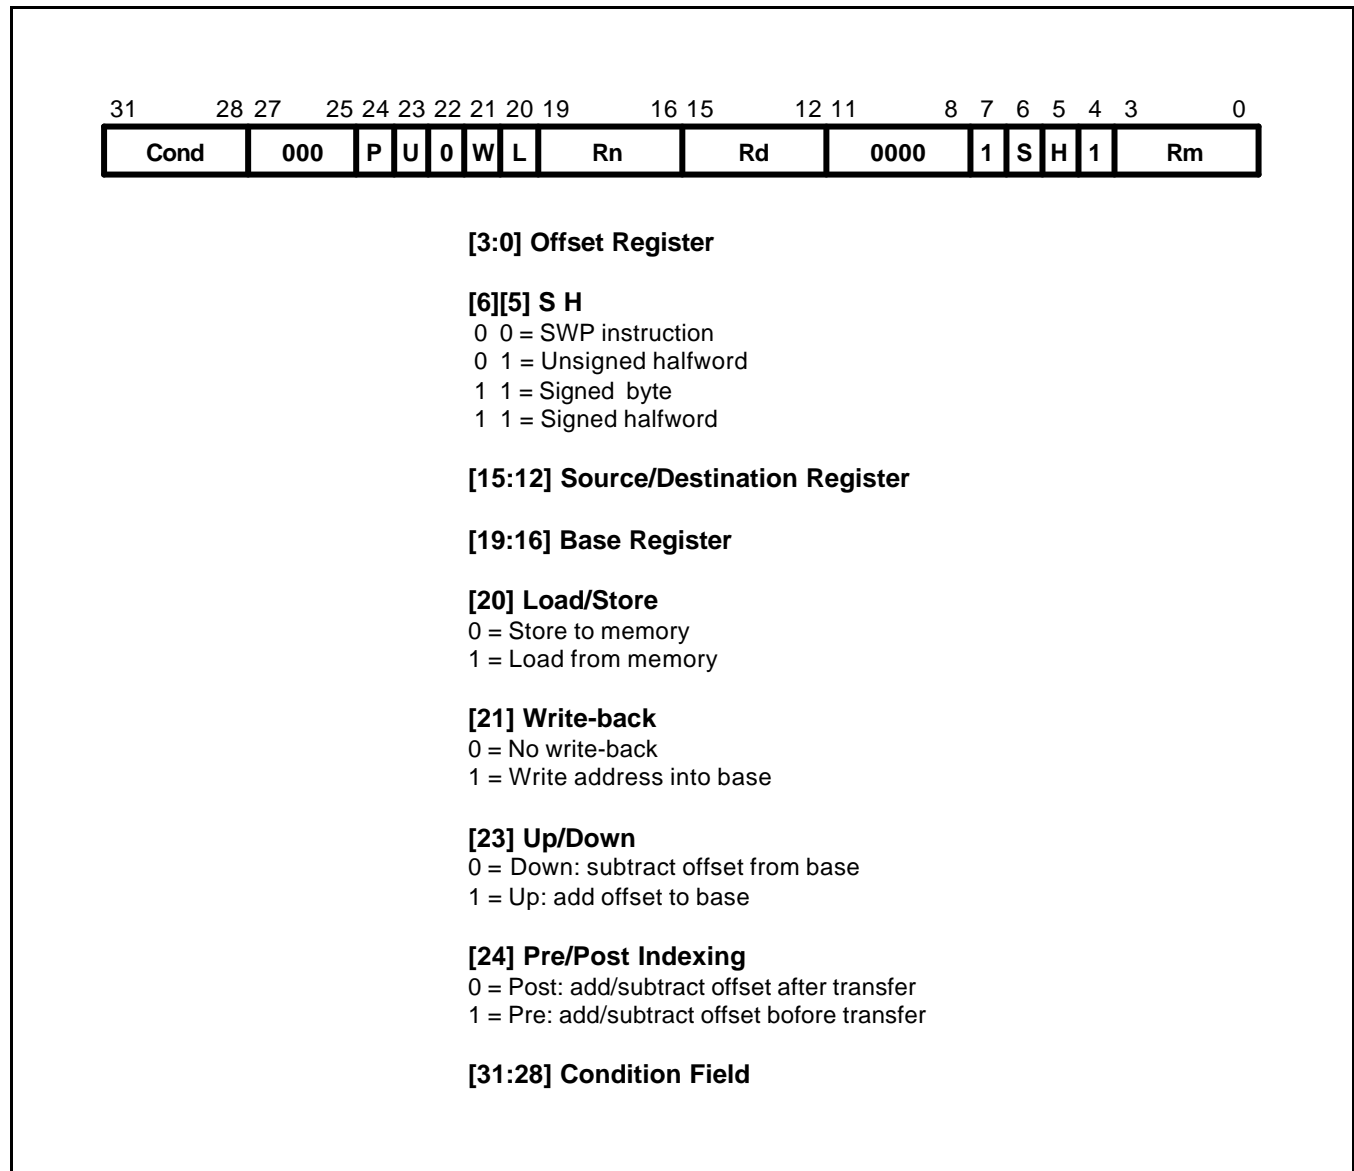 31 28 27 25 24 23 22 21 20 19 16 15 12 11 8 7 6 5 4 3 0
Cond 000 P U 0 W L Rn Rd 0000 1 S H 1 Rm
[3:0] Offset Register
[6][5] S H
0 0 = SWP instruction
0 1 = Unsigned halfword
1 1 = Signed byte
1 1 = Signed halfword
[15:12] Source/Destination Register
[19:16] Base Register
[20] Load/Store
0 = Store to memory
1 = Load from memory
[21] Write-back
0 = No write-back
1 = Write address into base
[23] Up/Down
0 = Down: subtract offset from base
1 = Up: add offset to base
[24] Pre/Post Indexing
0 = Post: add/subtract offset after transfer
1 = Pre: add/subtract offset bofore transfer
[31:28] Condition Field